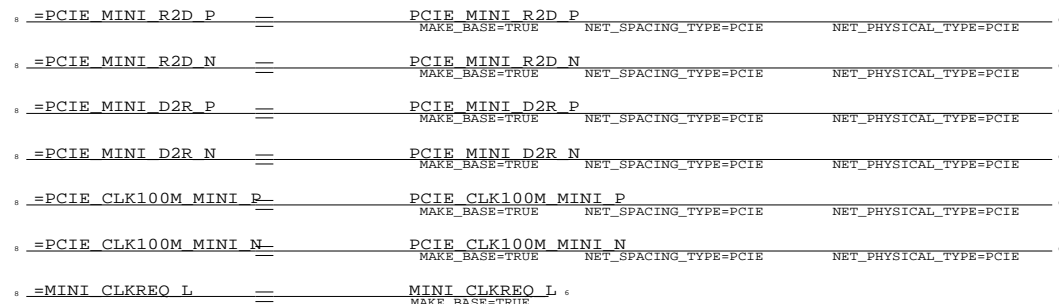 8 =PCIE_MINI_R2D_P PCIE_MINI_R2D_P
MAKE_BASE=TRUE NET_SPACING_TYPE=PCIE NET_PHYSICAL_TYPE=PCIE
8 =PCIE_MINI_R2D_N PCIE_MINI_R2D_N
MAKE_BASE=TRUE NET_SPACING_TYPE=PCIE NET_PHYSICAL_TYPE=PCIE
8 =PCIE_MINI_D2R_P PCIE_MINI_D2R_P
MAKE_BASE=TRUE NET_SPACING_TYPE=PCIE NET_PHYSICAL_TYPE=PCIE
8 =PCIE_MINI_D2R_N PCIE_MINI_D2R_N
MAKE_BASE=TRUE NET_SPACING_TYPE=PCIE NET_PHYSICAL_TYPE=PCIE
8 =PCIE_CLK100M_MINI_P PCIE_CLK100M_MINI_P
MAKE_BASE=TRUE NET_SPACING_TYPE=PCIE NET_PHYSICAL_TYPE=PCIE
8 =PCIE_CLK100M_MINI_N PCIE_CLK100M_MINI_N
MAKE_BASE=TRUE NET_SPACING_TYPE=PCIE NET_PHYSICAL_TYPE=PCIE
8 =MINI_CLKREQ_L MINI_CLKREQ_L 6
MAKE_BASE=TRUE